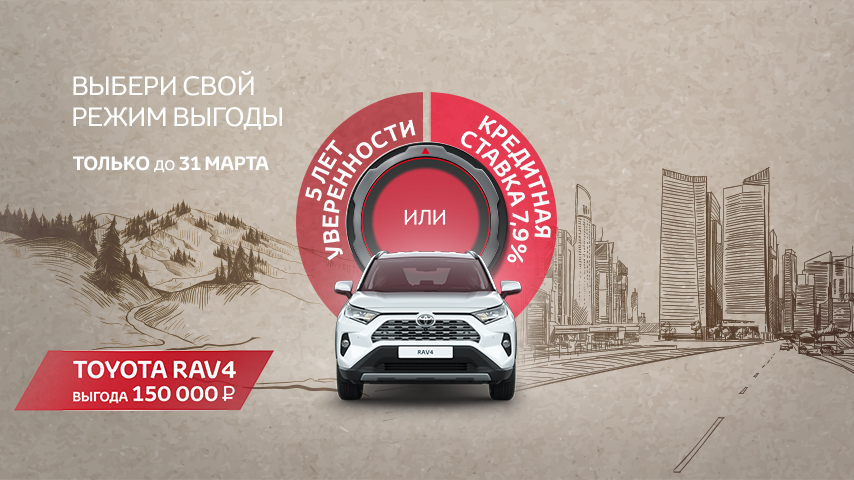 ВЫБЕРИ СВОЙ
РЕЖИМ ВЫГОДЫ
ТОЛЬКО до 31 МАРТА
5 ЛЕТ
УВЕРЕННОСТИ
ИЛИ
КРЕДИТНАЯ
СТАВКА 7,9%
RAV4
TOYOTA RAV4
ВЫГОДА 150 000 ₽